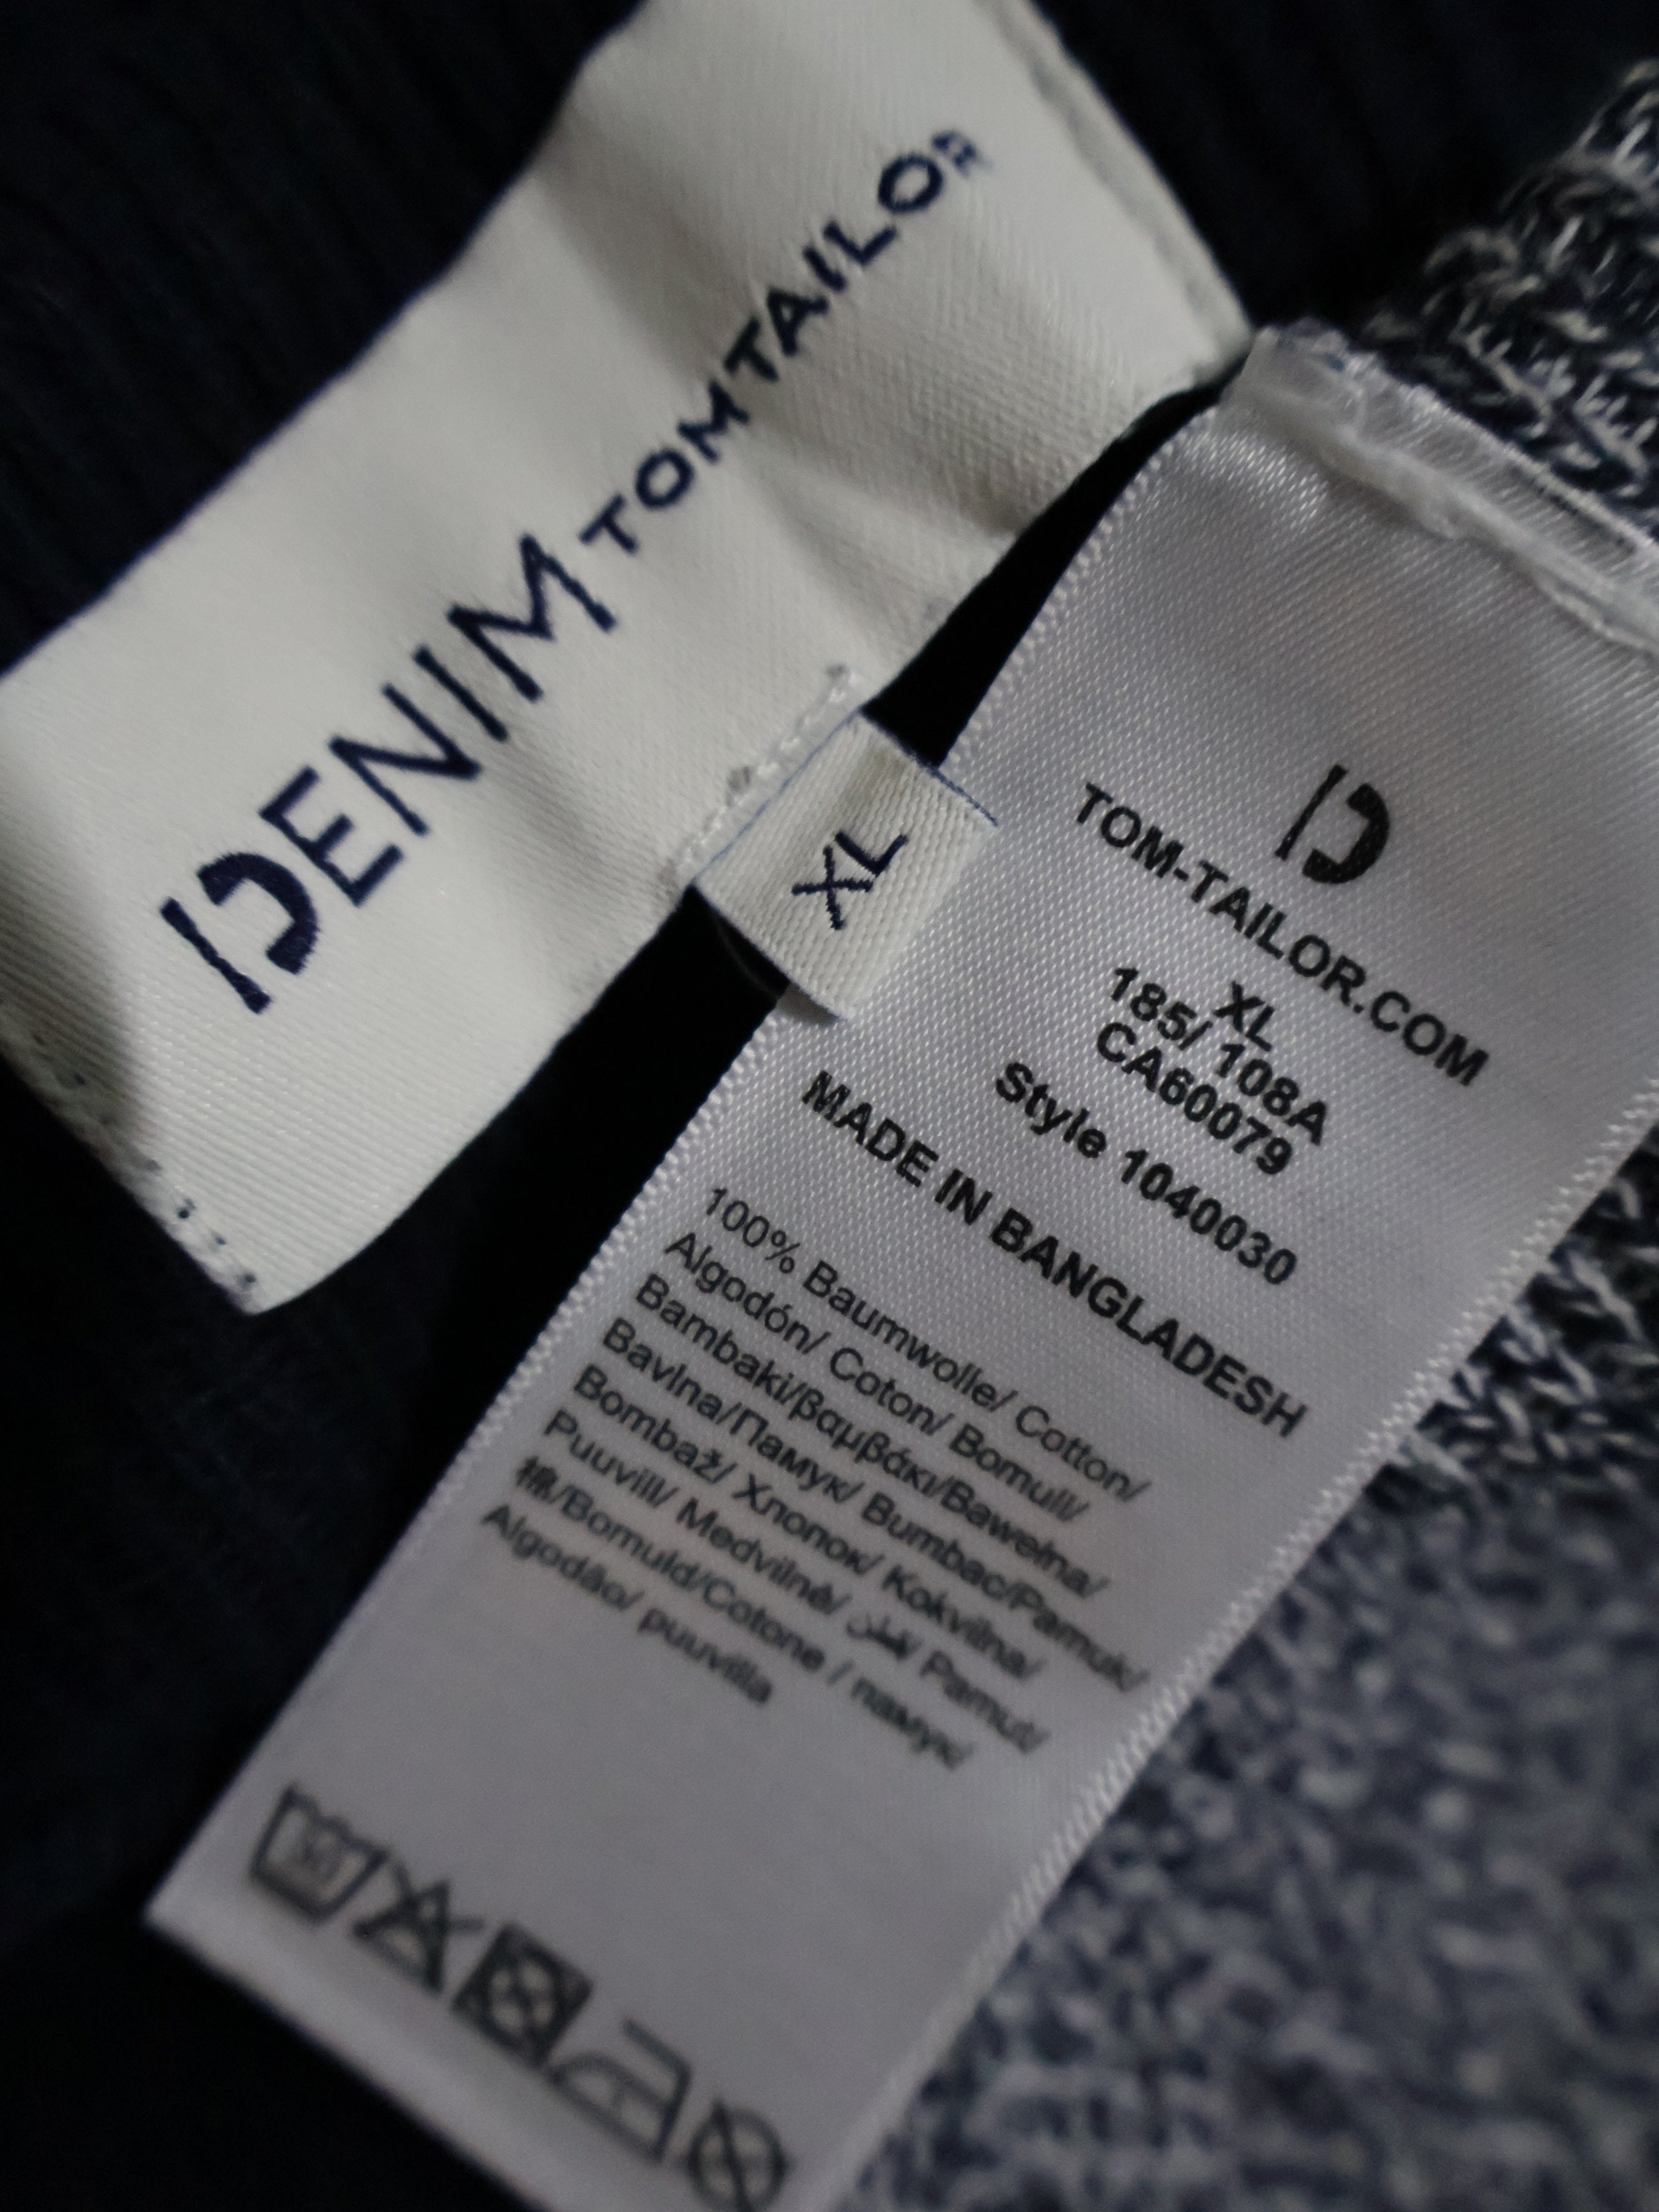 DENIM TOM TAILOR
XL
D
TOM-TAILOR.COM
XL
185/ 108A
CA60079
Style 1040030
MADE IN BANGLADESH
100% Baumwolle/ Cotton/
Algodón/ Coton/ Bomull/
Bambaki/βαμβάκι/Bawełna/
Bavlna/Памук/ Bumbac/Pamuk/
Bombaž/ Хлопок/ Kokvilna/
Puuvill/ Medvilnė/ قطن/ Pamut/
棉/Bomuld/Cotone / памук/
Algodão/ puuvilla
30